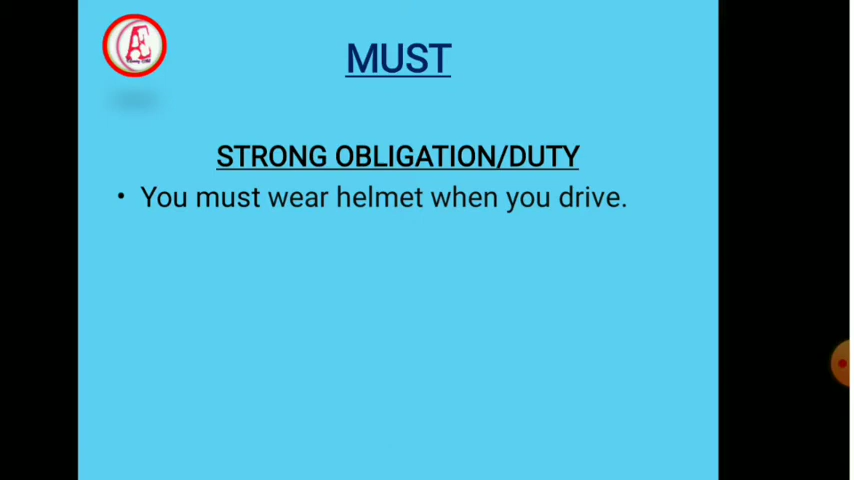 Æ
MUST
STRONG OBLIGATION/DUTY
• You must wear helmet when you drive.